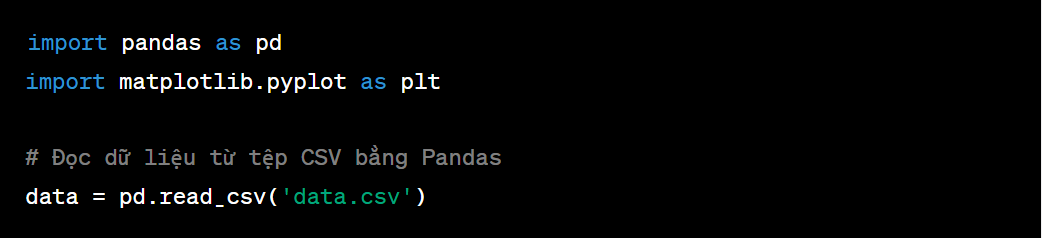 import pandas as pd
import matplotlib.pyplot as plt
# Đọc dữ liệu từ tệp CSV bằng Pandas
data = pd.read_csv('data.csv')